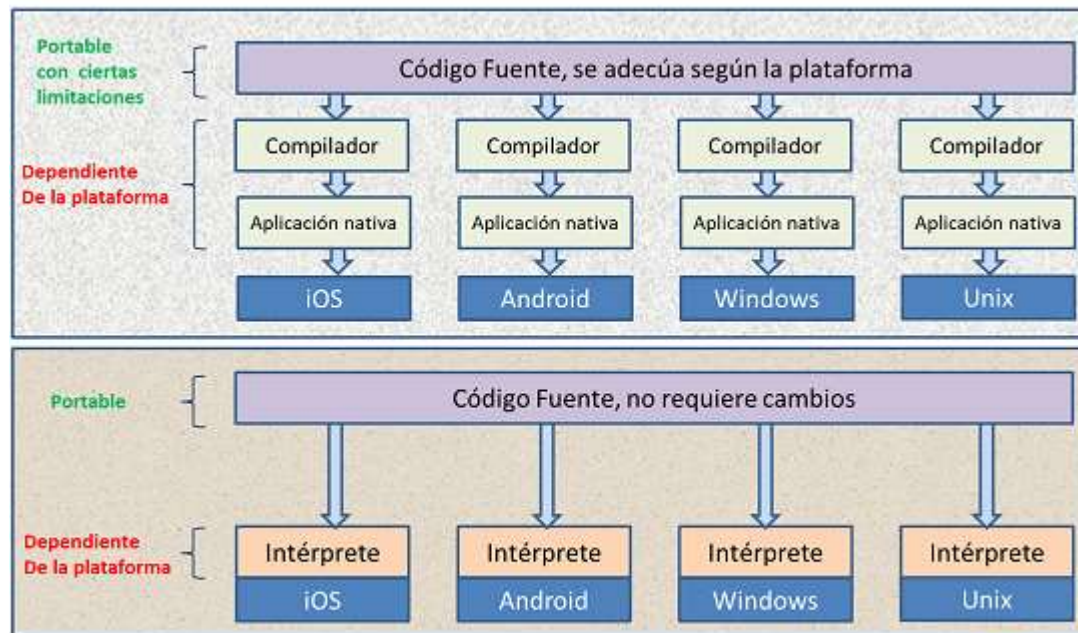 Portable
con ciertas
limitaciones
Código Fuente, se adecúa según la plataforma
Dependiente
De la plataforma
Compilador
Compilador
Compilador
Compilador
Aplicación nativa
Aplicación nativa
Aplicación nativa
Aplicación nativa
iOS
Android
Windows
Unix
Portable
Código Fuente, no requiere cambios
Dependiente
De la plataforma
Intérprete
Intérprete
Intérprete
Intérprete
iOS
Android
Windows
Unix